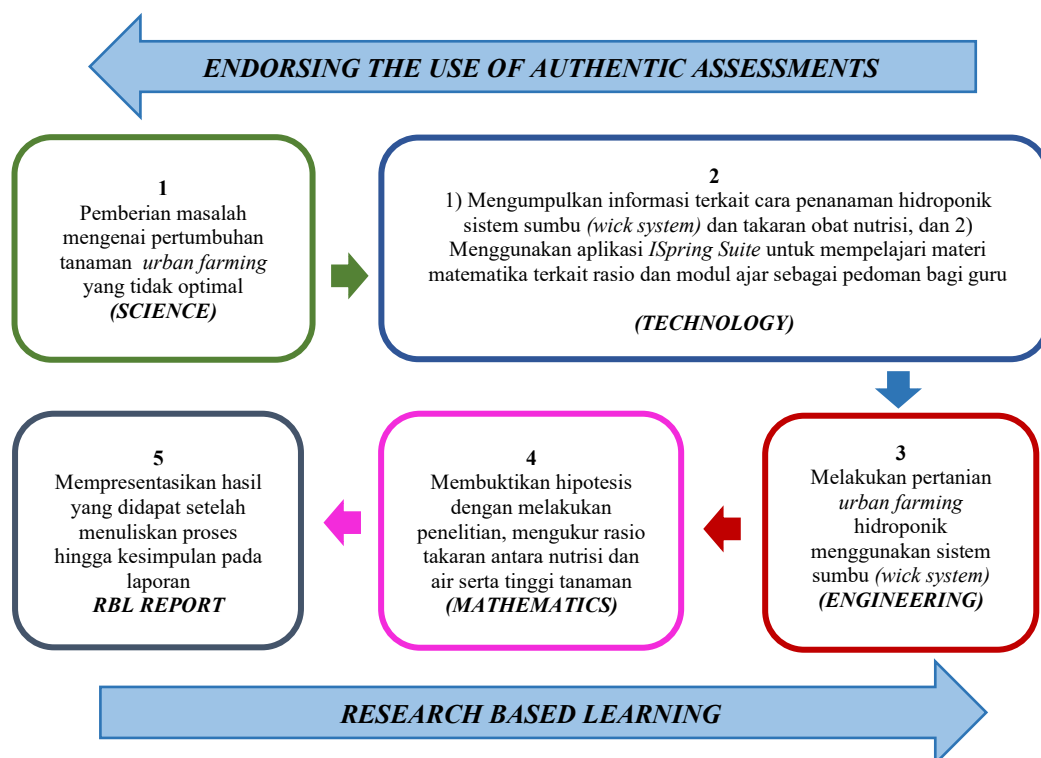 ENDORSING THE USE OF AUTHENTIC ASSESSMENTS
1
Pemberian masalah
mengenai pertumbuhan
tanaman urban farming
yang tidak optimal
(SCIENCE)
2
1) Mengumpulkan informasi terkait cara penanaman hidroponik
sistem sumbu (wick system) dan takaran obat nutrisi, dan 2)
Menggunakan aplikasi ISpring Suite untuk mempelajari materi
matematika terkait rasio dan modul ajar sebagai pedoman bagi guru
(TECHNOLOGY)
3
Melakukan pertanian
urban farming
hidroponik
menggunakan sistem
sumbu (wick system)
(ENGINEERING)
4
Membuktikan hipotesis
dengan melakukan
penelitian, mengukur rasio
takaran antara nutrisi dan
air serta tinggi tanaman
(MATHEMATICS)
5
Mempresentasikan hasil
yang didapat setelah
menuliskan proses
hingga kesimpulan pada
laporan
RBL REPORT
RESEARCH BASED LEARNING